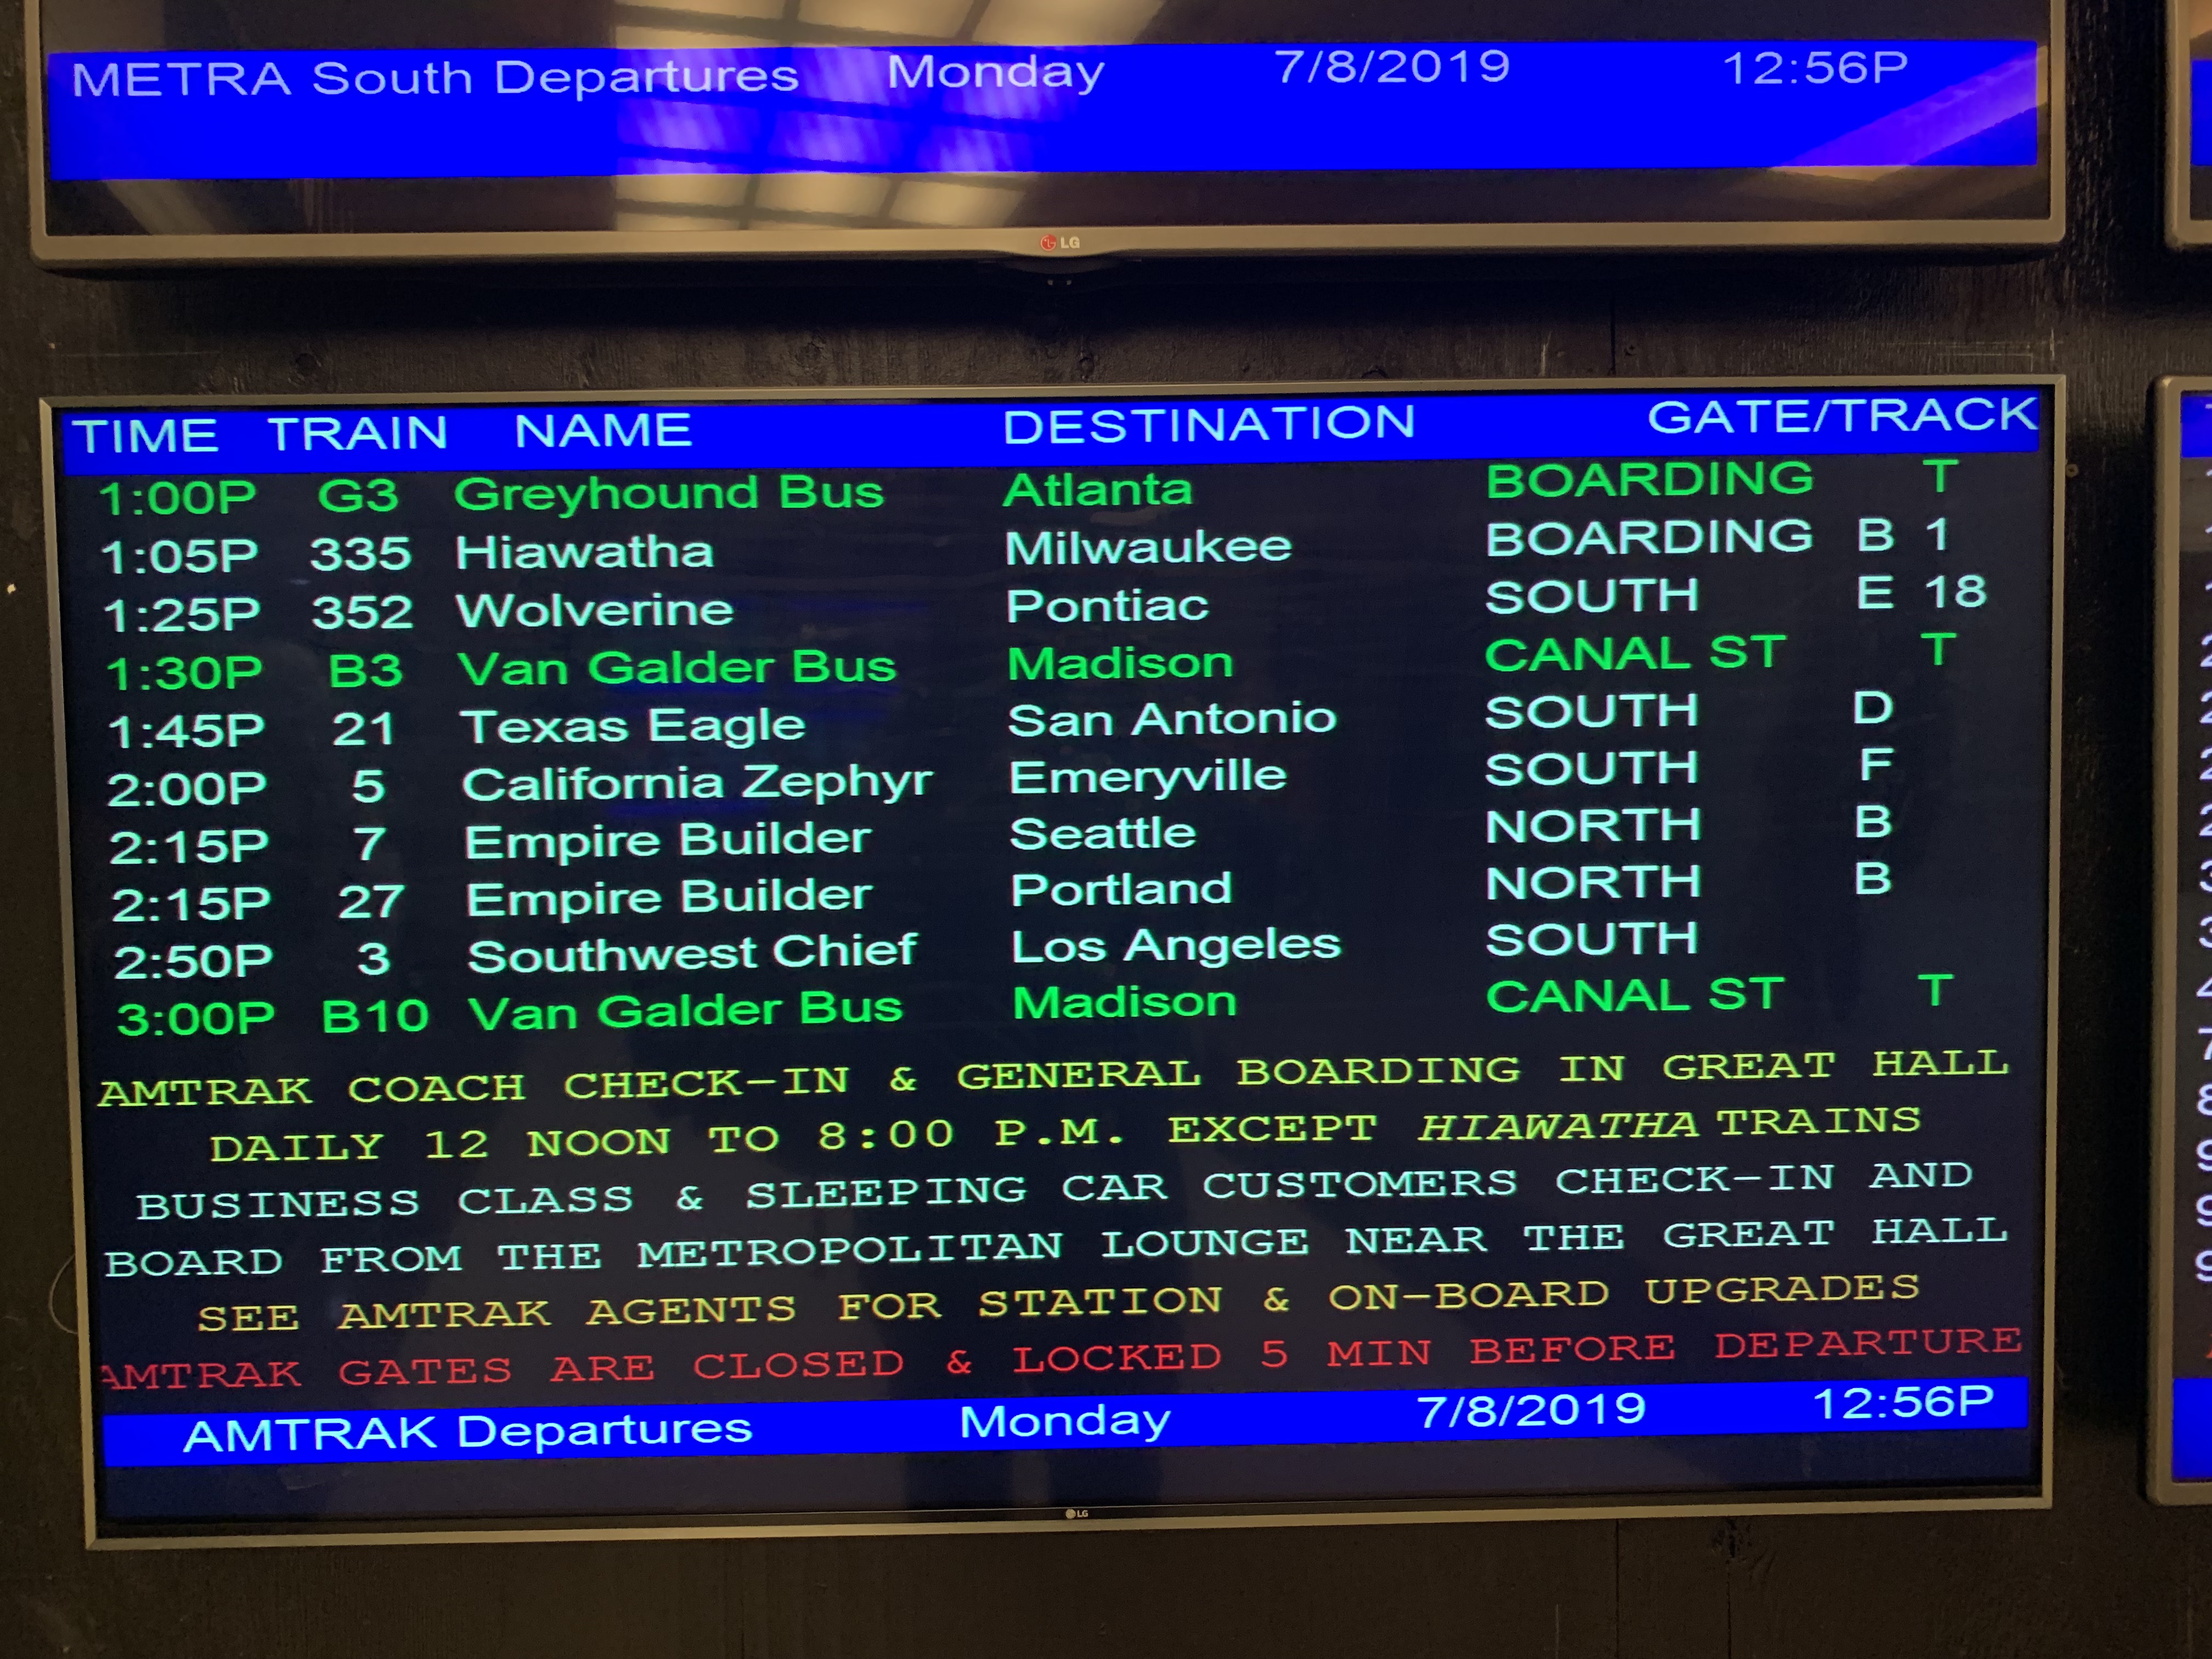 METRA South Departures Monday 7/8/2019 12:56P
LG
TIME TRAIN NAME DESTINATION GATE/TRACK
1:00P G3 Greyhound Bus Atlanta BOARDING T
1:05P 335 Hiawatha Milwaukee BOARDING B 1
1:25P 352 Wolverine Pontiac SOUTH E 18
1:30P B3 Van Galder Bus Madison CANAL ST T
1:45P 21 Texas Eagle San Antonio SOUTH D
2:00P 5 California Zephyr Emeryville SOUTH F
2:15P 7 Empire Builder Seattle NORTH B
2:15P 27 Empire Builder Portland NORTH B
2:50P 3 Southwest Chief Los Angeles SOUTH
3:00P B10 Van Galder Bus Madison CANAL ST T
AMTRAK COACH CHECK-IN & GENERAL BOARDING IN GREAT HALL
DAILY 12 NOON TO 8:00 P.M. EXCEPT HIAWATHA TRAINS
BUSINESS CLASS & SLEEPING CAR CUSTOMERS CHECK-IN AND
BOARD FROM THE METROPOLITAN LOUNGE NEAR THE GREAT HALL
SEE AMTRAK AGENTS FOR STATION & ON-BOARD UPGRADES
AMTRAK GATES ARE CLOSED & LOCKED 5 MIN BEFORE DEPARTURE
AMTRAK Departures Monday 7/8/2019 12:56P
LG